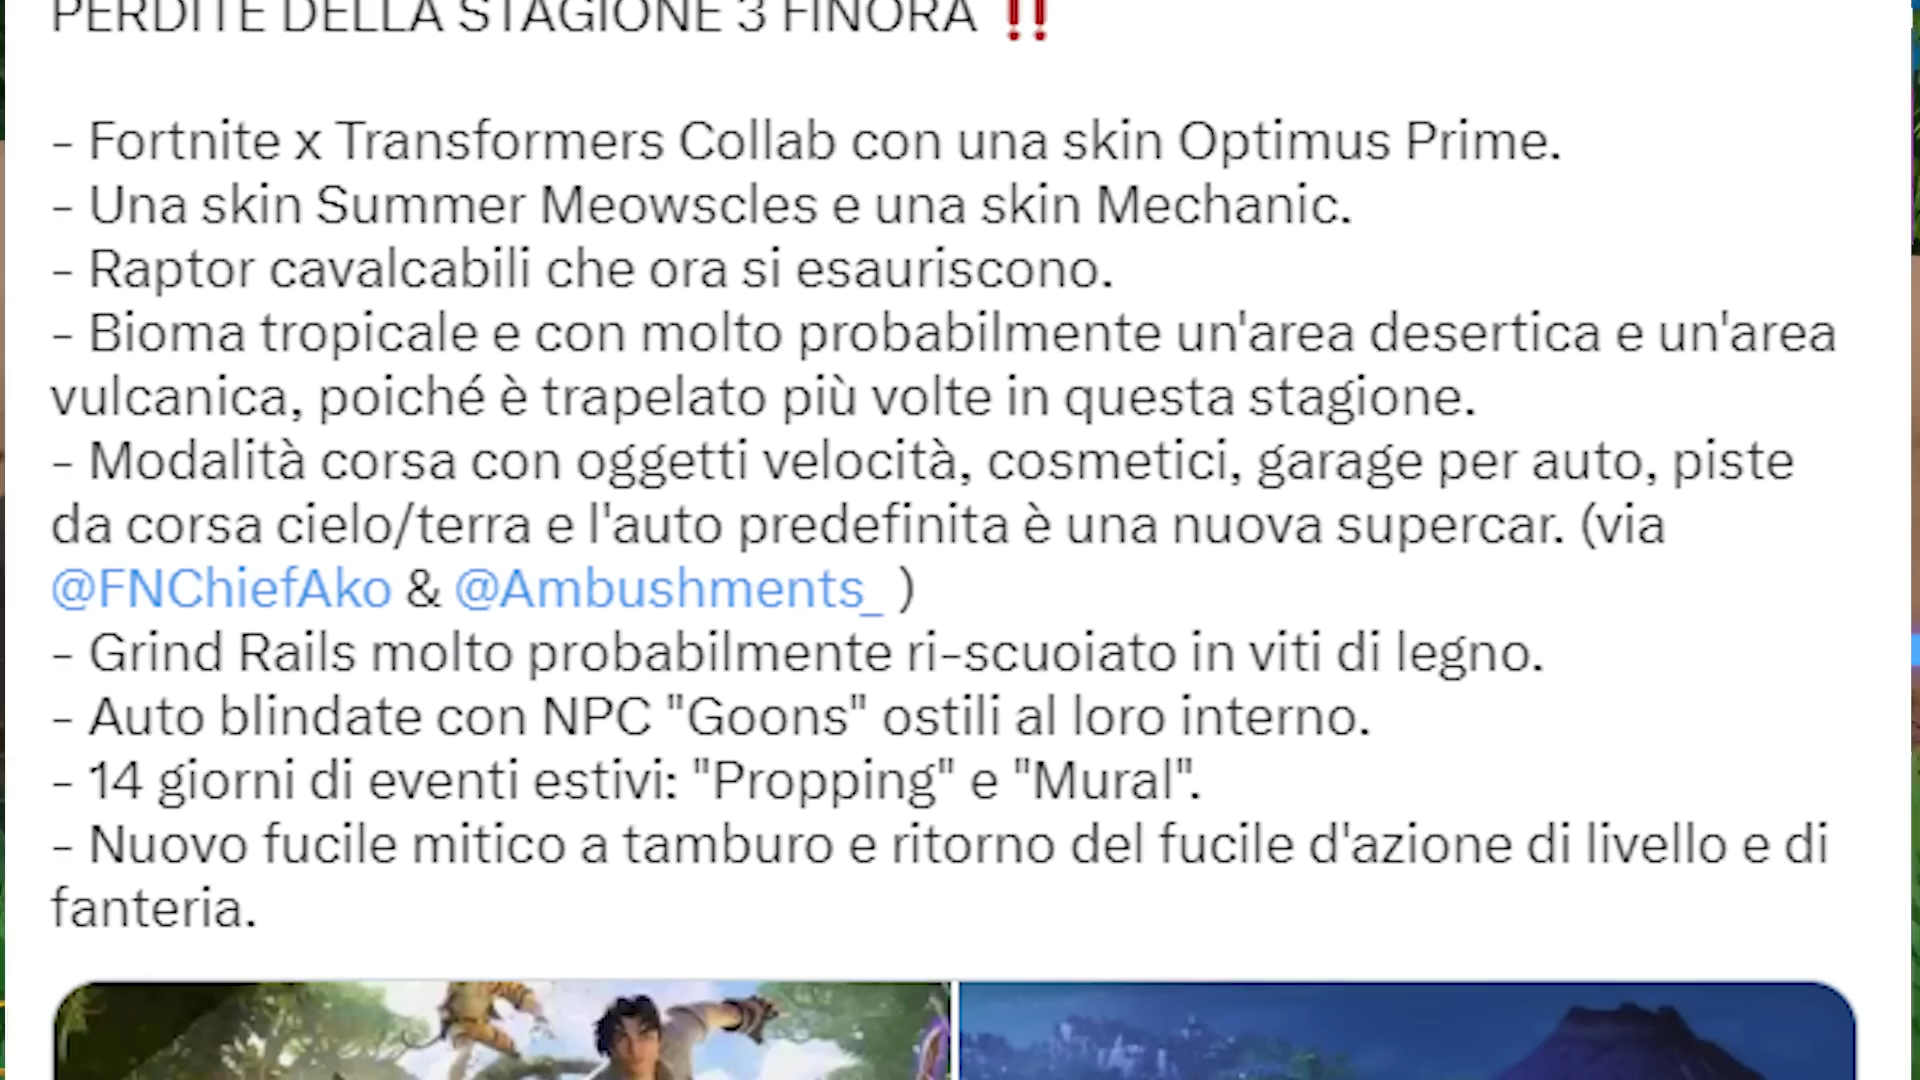 PERDITE DELLA STAGIONE 3 FINORA ‼️
- Fortnite x Transformers Collab con una skin Optimus Prime.
- Una skin Summer Meowscles e una skin Mechanic.
- Raptor cavalcabili che ora si esauriscono.
- Bioma tropicale e con molto probabilmente un'area desertica e un'area
vulcanica, poiché è trapelato più volte in questa stagione.
- Modalità corsa con oggetti velocità, cosmetici, garage per auto, piste
da corsa cielo/terra e l'auto predefinita è una nuova supercar. (via
@FNChiefAko & @Ambushments_ )
- Grind Rails molto probabilmente ri-scuoiato in viti di legno.
- Auto blindate con NPC "Goons" ostili al loro interno.
- 14 giorni di eventi estivi: "Propping" e "Mural".
- Nuovo fucile mitico a tamburo e ritorno del fucile d'azione di livello e di
fanteria.